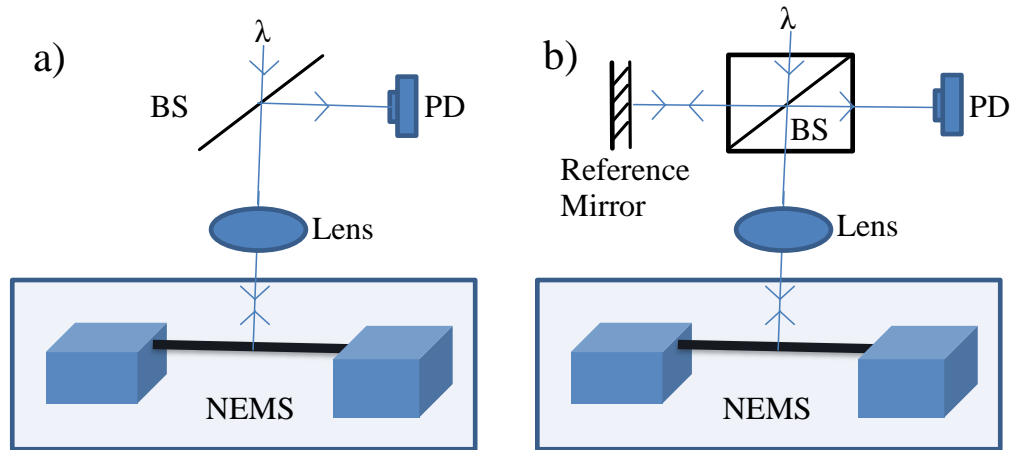 a)
λ
BS
PD
Lens
NEMS
b)
λ
BS
PD
Reference
Mirror
Lens
NEMS